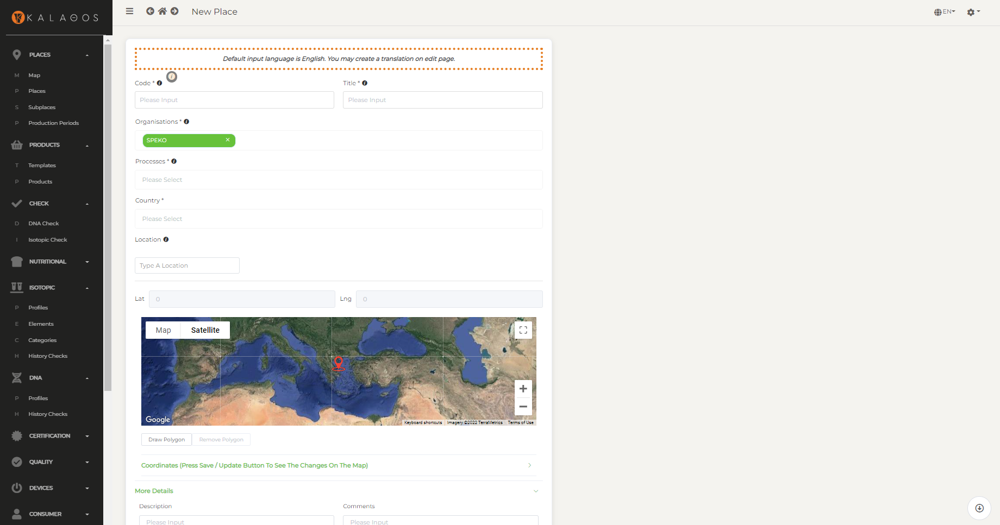 KALAΘOS
New Place
EN
PLACES
M Map
P Places
S Subplaces
P Production Periods
PRODUCTS
T Templates
P Products
CHECK
D DNA Check
I Isotopic Check
NUTRITIONAL
ISOTOPIC
P Profiles
E Elements
C Categories
H History Checks
DNA
P Profiles
H History Checks
CERTIFICATION
QUALITY
DEVICES
CONSUMER
Default input language is English. You may create a translation on edit page.
Code * i
Title * i
Please Input
Please Input
Organisations * i
SPEKO ×
Processes * i
Please Select
Country *
Please Select
Location i
Type A Location
Lat 0 Lng 0
Map Satellite
Google
Keyboard shortcuts Imagery ©2022 TerraMetrics Terms of Use
Draw Polygon Remove Polygon
Coordinates (Press Save / Update Button To See The Changes On The Map)
More Details
Description Comments
Please Input Please Input